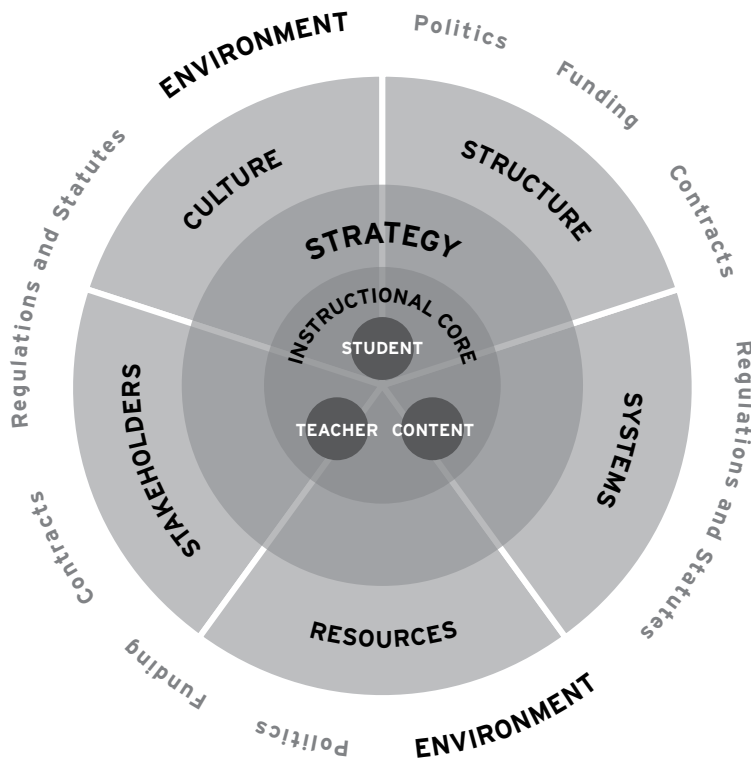 ENVIRONMENT
Politics
Funding
Contracts
Regulations and Statutes
CULTURE
STRUCTURE
STRATEGY
INSTRUCTIONAL CORE
STUDENT
TEACHER
CONTENT
STAKEHOLDERS
SYSTEMS
RESOURCES
Regulations and Statutes
Contracts
Funding
Politics
ENVIRONMENT